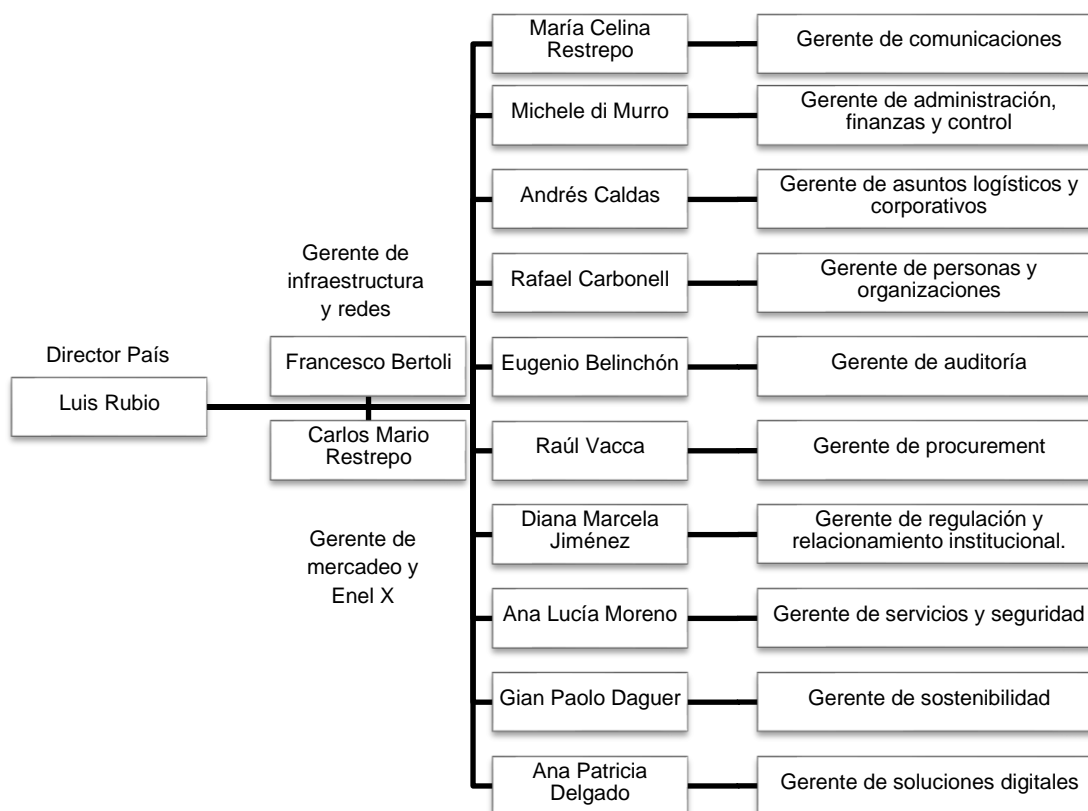 Director País
Luis Rubio
Gerente de
infraestructura
y redes
Francesco Bertoli
Carlos Mario
Restrepo
Gerente de
mercadeo y
Enel X
María Celina
Restrepo
Gerente de comunicaciones
Michele di Murro
Gerente de administración,
finanzas y control
Andrés Caldas
Gerente de asuntos logísticos y
corporativos
Rafael Carbonell
Gerente de personas y
organizaciones
Eugenio Belinchón
Gerente de auditoría
Raúl Vacca
Gerente de procurement
Diana Marcela
Jiménez
Gerente de regulación y
relacionamiento institucional.
Ana Lucía Moreno
Gerente de servicios y seguridad
Gian Paolo Daguer
Gerente de sostenibilidad
Ana Patricia
Delgado
Gerente de soluciones digitales